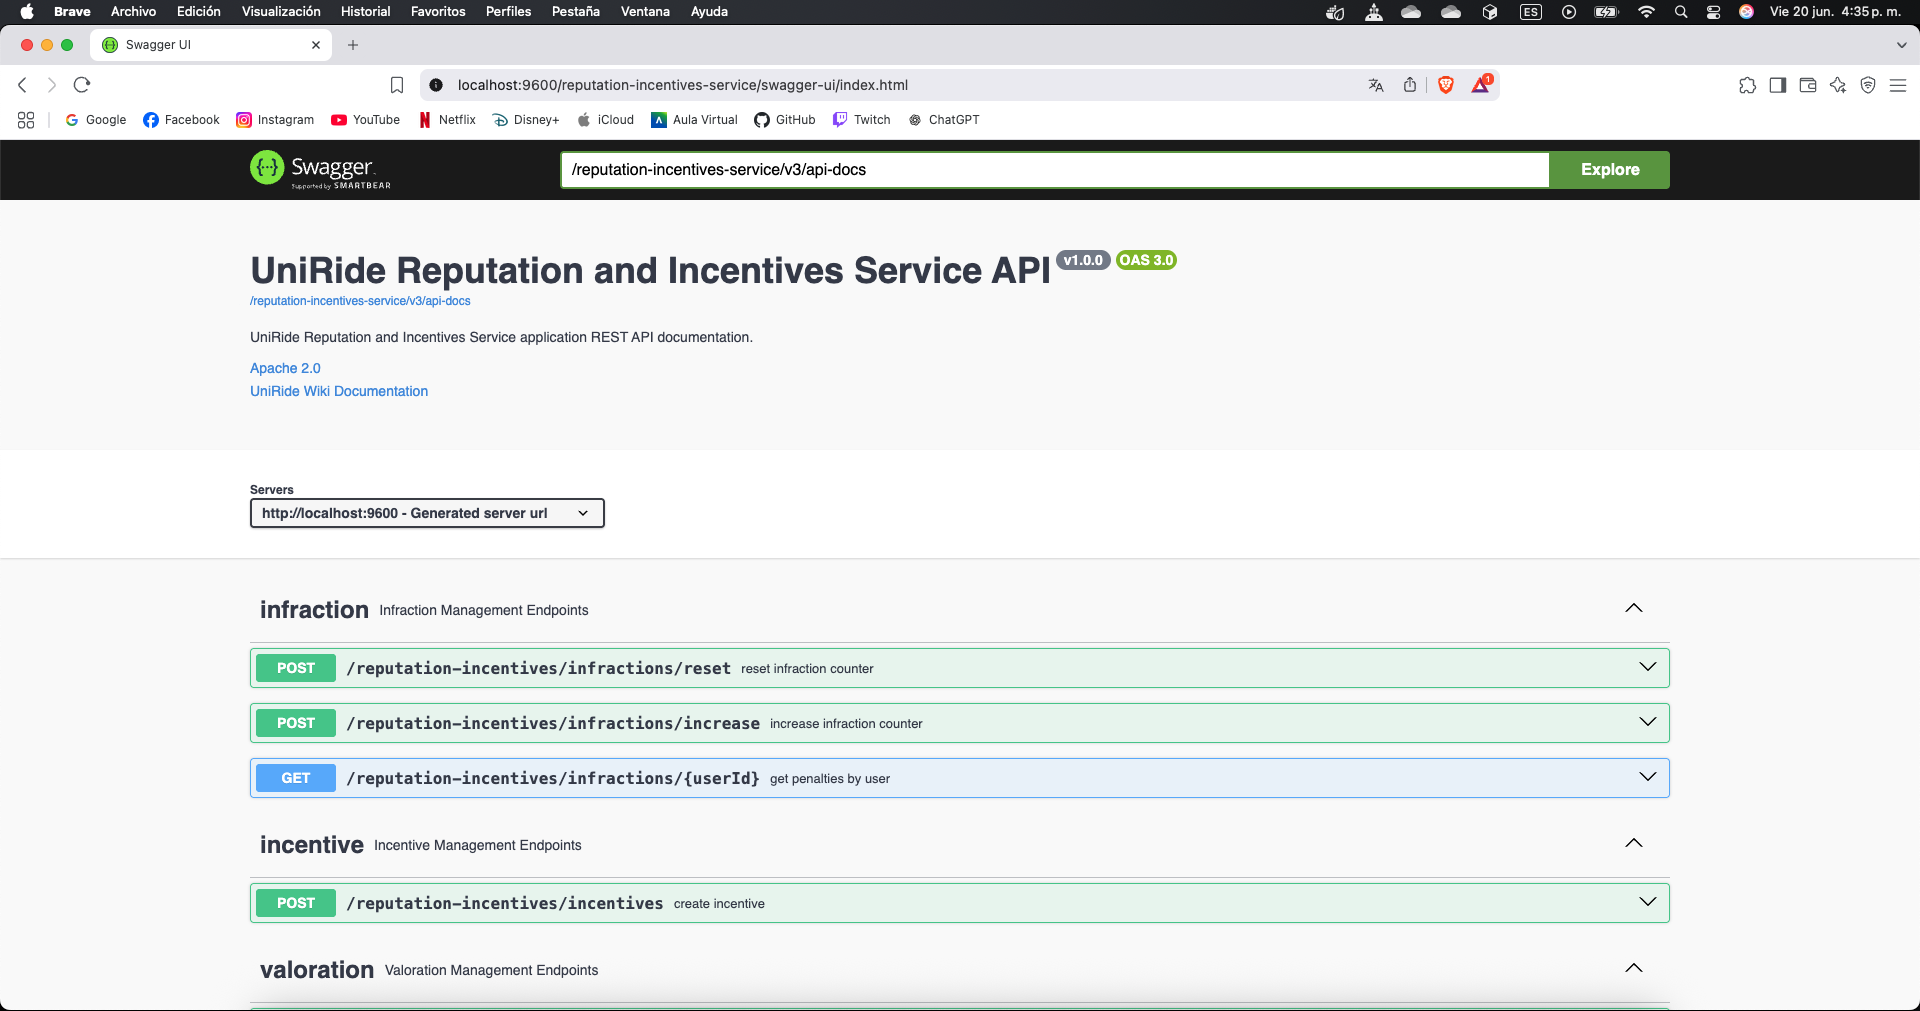 Brave Archivo Edición Visualización Historial Favoritos Perfiles Pestaña Ventana Ayuda ES Vie 20 jun. 4:35 p. m.
Swagger UI
localhost:9600/reputation-incentives-service/swagger-ui/index.html 1
Google Facebook Instagram YouTube Netflix Disney+ iCloud Aula Virtual GitHub Twitch ChatGPT
Swagger /reputation-incentives-service/v3/api-docs Explore
Supported by SMARTBEAR
UniRide Reputation and Incentives Service API v1.0.0 OAS 3.0
/reputation-incentives-service/v3/api-docs
UniRide Reputation and Incentives Service application REST API documentation.
Apache 2.0
UniRide Wiki Documentation
Servers
http://localhost:9600 - Generated server url
infraction Infraction Management Endpoints
POST /reputation-incentives/infractions/reset reset infraction counter
POST /reputation-incentives/infractions/increase increase infraction counter
GET /reputation-incentives/infractions/{userId} get penalties by user
incentive Incentive Management Endpoints
POST /reputation-incentives/incentives create incentive
valoration Valoration Management Endpoints